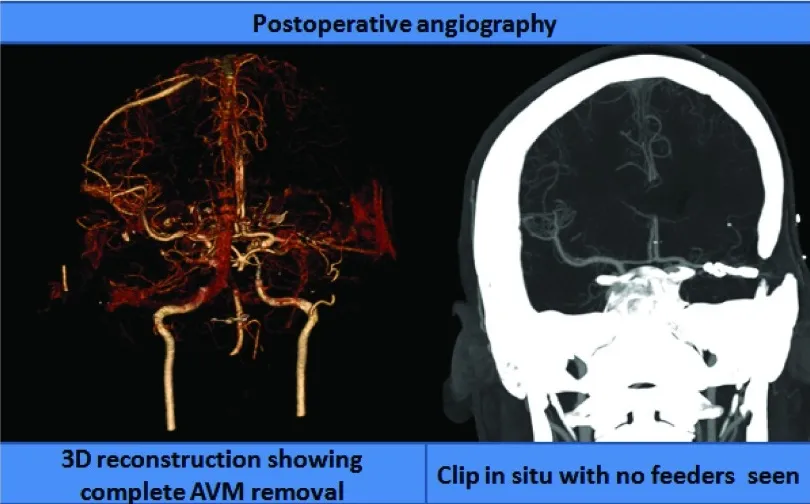 Postoperative angiography
3D reconstruction showing
complete AVM removal
Clip in situ with no feeders  seen